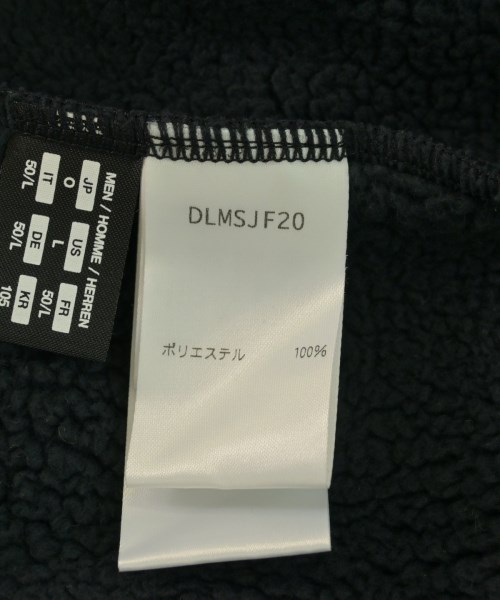 MEN / HOMME / HERREN
JP US FR
O L 50/L
IT DE KR
50/L 50/L 105
DLMSJF20
ポリエステル 100%